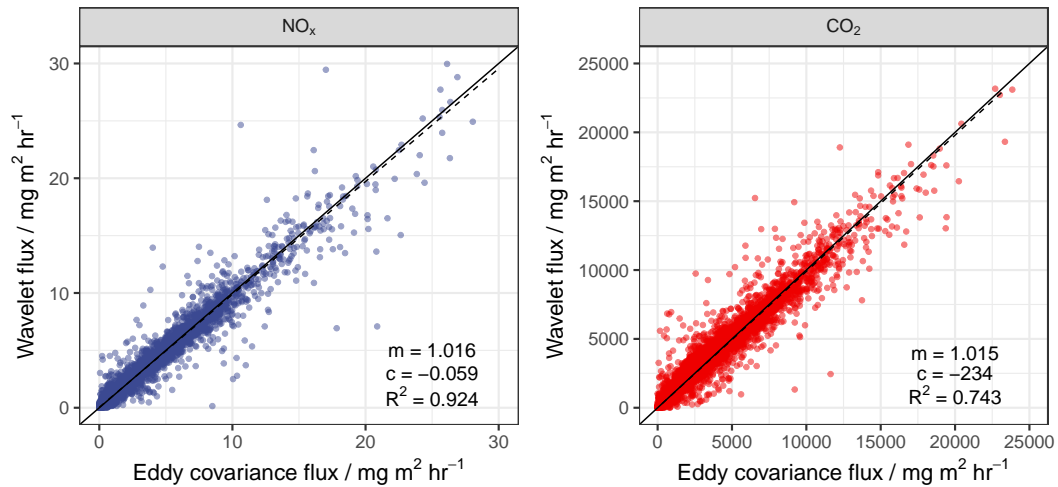 NOₓ
30
20
10
0
0
10
20
30
Wavelet flux / mg m² hr⁻¹
Eddy covariance flux / mg m² hr⁻¹
m = 1.016
c = −0.059
R² = 0.924
CO₂
25000
20000
15000
10000
5000
0
0
5000
10000
15000
20000
25000
Wavelet flux / mg m² hr⁻¹
Eddy covariance flux / mg m² hr⁻¹
m = 1.015
c = −234
R² = 0.743